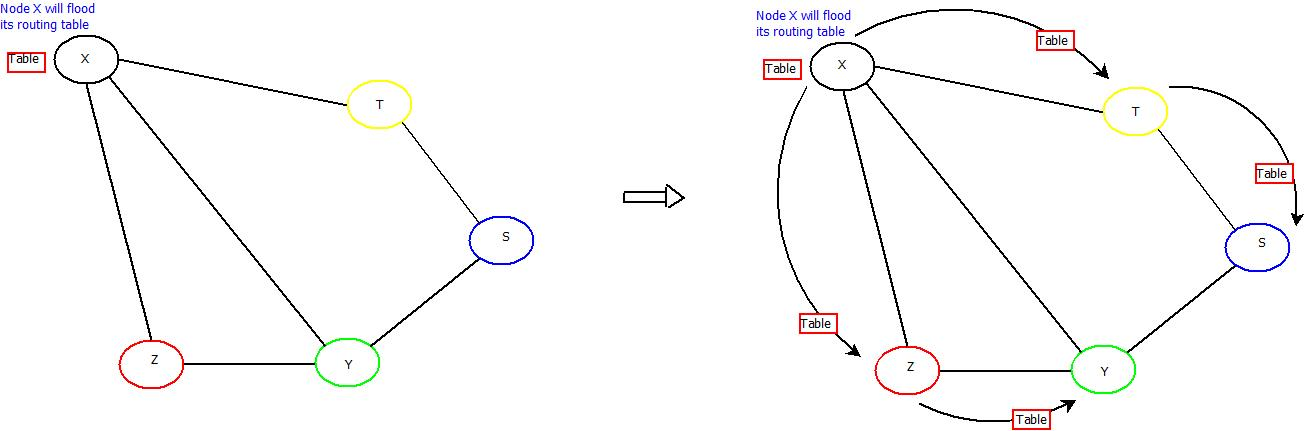 Node X will flood
its routing table
Table
X
T
S
Z
Y
Node X will flood
its routing table
Table
X
Table
T
Table
S
Table
Z
Y
Table